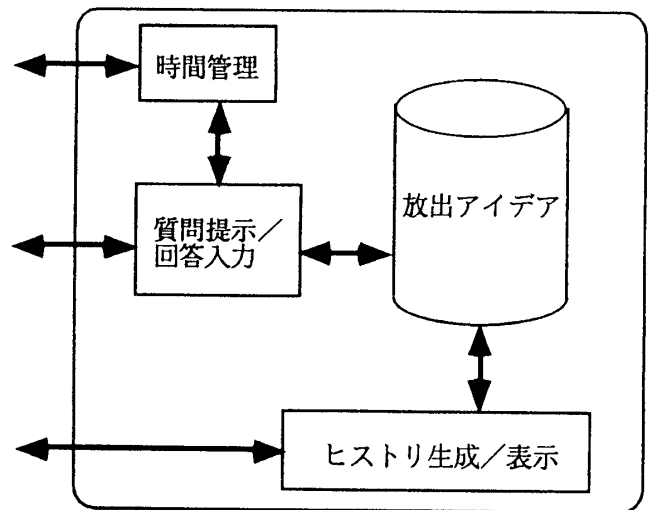 時間管理
放出アイデア
質問提示／
回答入力
ヒストリ生成／表示